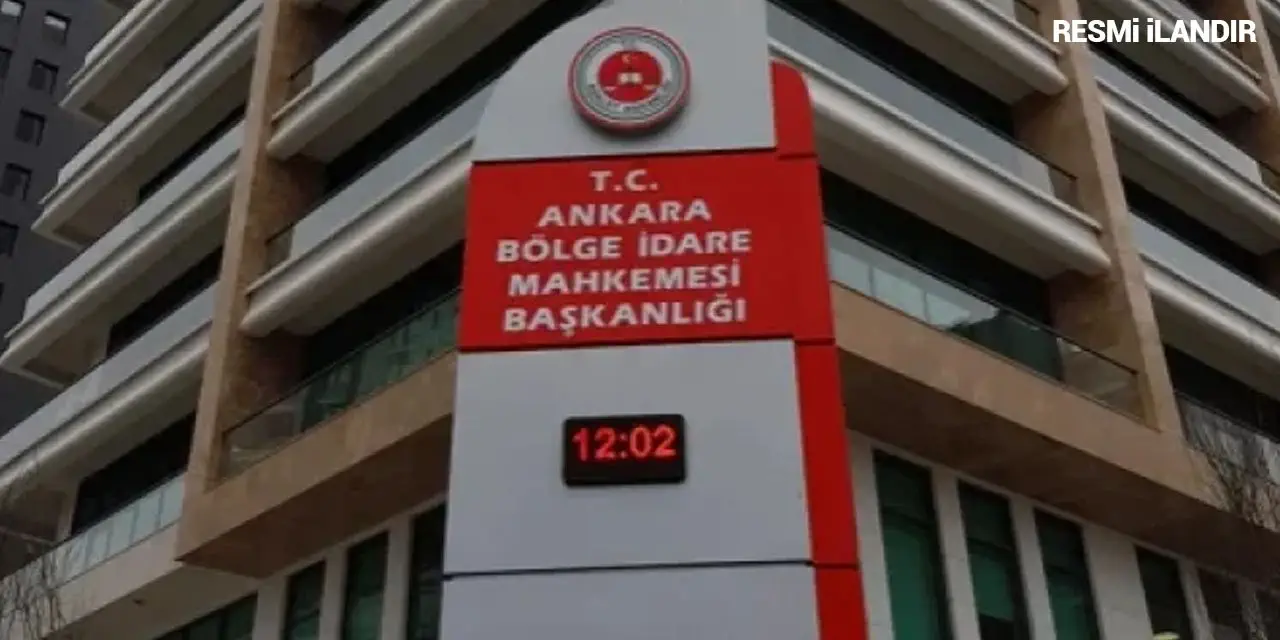 RESMİ İLANDIR
T.C.
ANKARA
BÖLGE İDARE
MAHKEMESİ
BAŞKANLIĞI
12:02